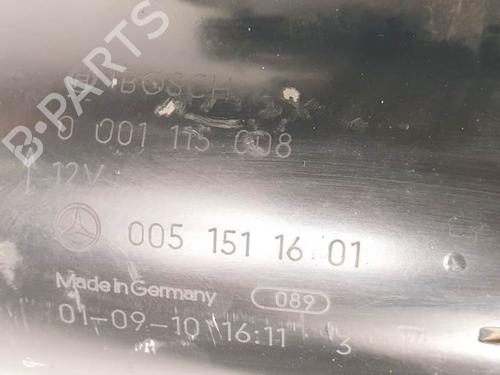 B-PARTS
BOSCH
0 001 115 008
12V
005 151 16 01
Made in Germany 089
01-09-10 16:11 3